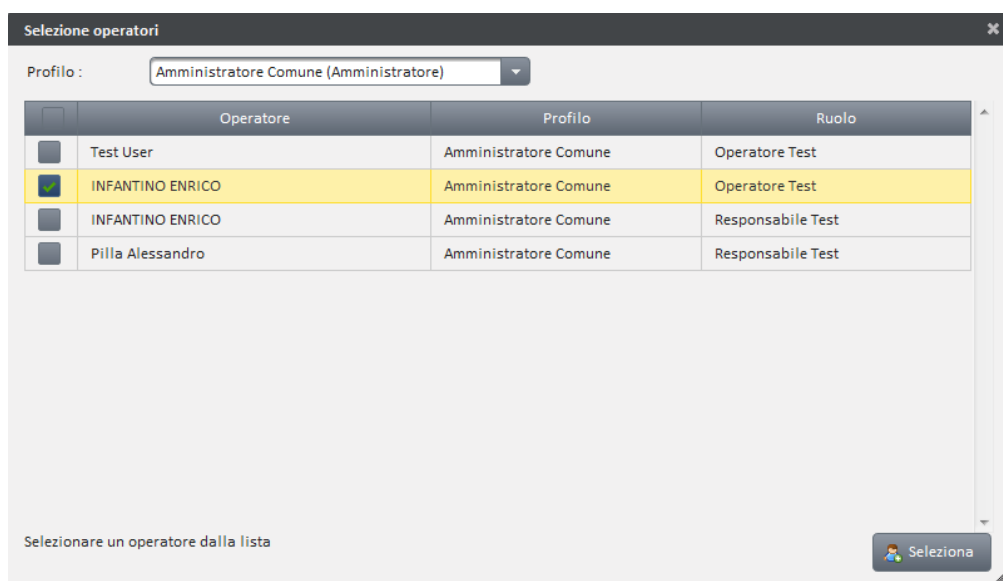 Selezione operatori
Profilo : Amministratore Comune (Amministratore)
Operatore Profilo Ruolo
Test User Amministratore Comune Operatore Test
INFANTINO ENRICO Amministratore Comune Operatore Test
INFANTINO ENRICO Amministratore Comune Responsabile Test
Pilla Alessandro Amministratore Comune Responsabile Test
Selezionare un operatore dalla lista
Seleziona